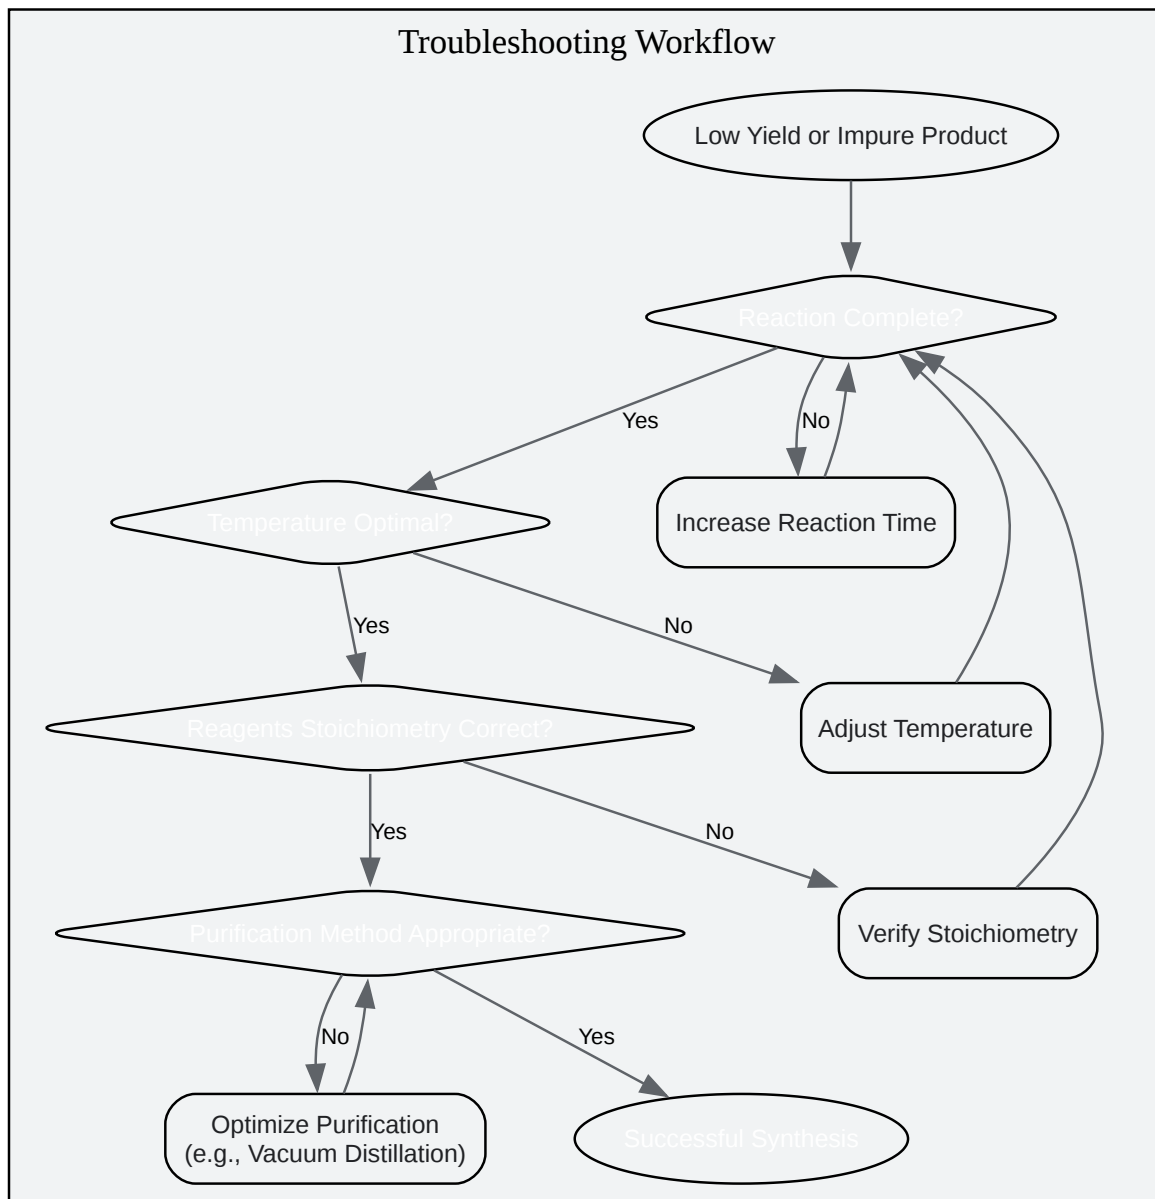 Troubleshooting Workflow
Low Yield or Impure Product
Reaction Complete?
Yes
No
Temperature Optimal?
Increase Reaction Time
Yes
No
Reagents Stoichiometry Correct?
Adjust Temperature
Yes
No
Purification Method Appropriate?
Verify Stoichiometry
No
Yes
Optimize Purification
(e.g., Vacuum Distillation)
Successful Synthesis